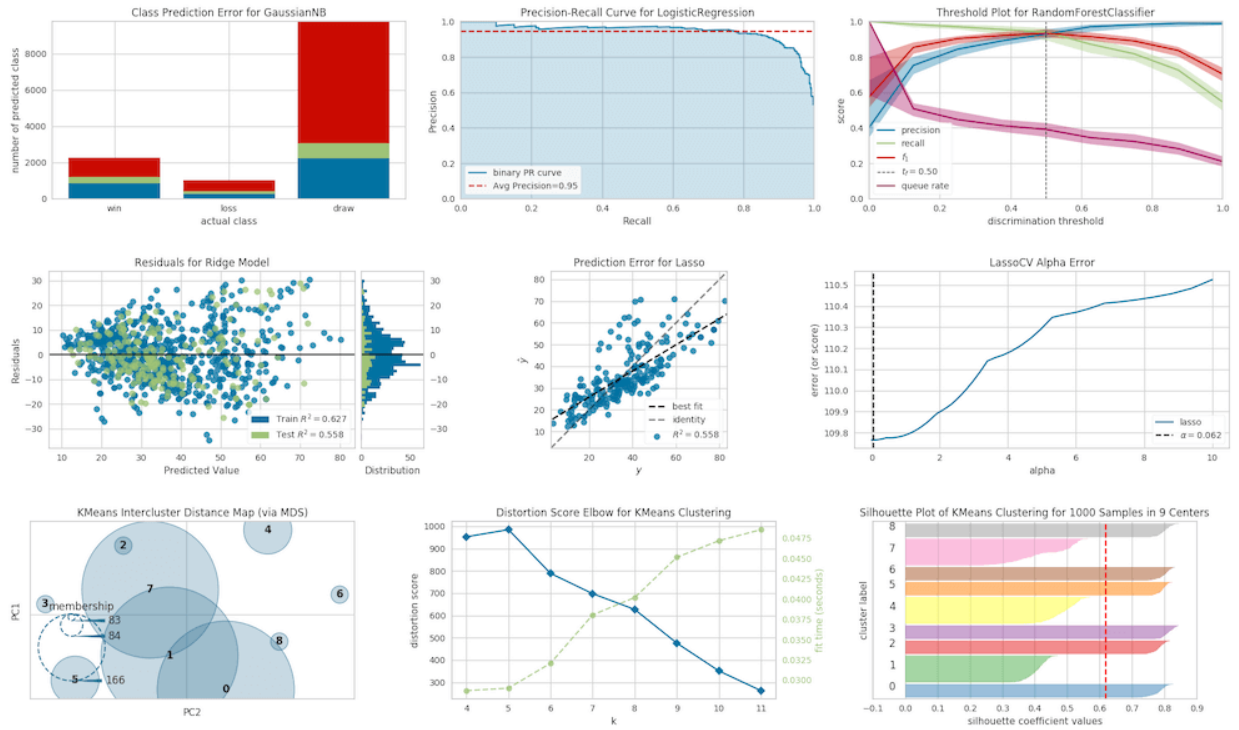 Class Prediction Error for GaussianNB
number of predicted class
8000
6000
4000
2000
0
win
loss
draw
actual class
Precision-Recall Curve for LogisticRegression
Precision
1.0
0.8
0.6
0.4
0.2
0.0
binary PR curve
Avg Precision=0.95
0.0 0.2 0.4 0.6 0.8 1.0
Recall
Threshold Plot for RandomForestClassifier
score
1.0
0.8
0.6
0.4
0.2
0.0
precision
recall
f1
tf = 0.50
queue rate
0.0 0.2 0.4 0.6 0.8 1.0
discrimination threshold
Residuals for Ridge Model
Residuals
30
20
10
0
−10
−20
−30
Train R² = 0.627
Test R² = 0.558
10 20 30 40 50 60 70 80
Predicted Value
30
20
10
0
−10
−20
−30
0 50
Distribution
Prediction Error for Lasso
ŷ
80
70
60
50
40
30
20
10
best fit
identity
R² = 0.558
20 40 60 80
y
LassoCV Alpha Error
error (or score)
110.5
110.4
110.3
110.2
110.1
110.0
109.9
109.8
lasso
α = 0.062
0 2 4 6 8 10
alpha
KMeans Intercluster Distance Map (via MDS)
PC1
4
2
7
6
3
membership
83
84
8
1
5
166
0
PC2
Distortion Score Elbow for KMeans Clustering
distortion score
1000
900
800
700
600
500
400
300
0.0475
0.0450
0.0425
0.0400
0.0375
0.0350
0.0325
0.0300
fit time (seconds)
4 5 6 7 8 9 10 11
k
Silhouette Plot of KMeans Clustering for 1000 Samples in 9 Centers
cluster label
8
7
6
5
4
3
2
1
0
−0.1 0.0 0.1 0.2 0.3 0.4 0.5 0.6 0.7 0.8 0.9
silhouette coefficient values